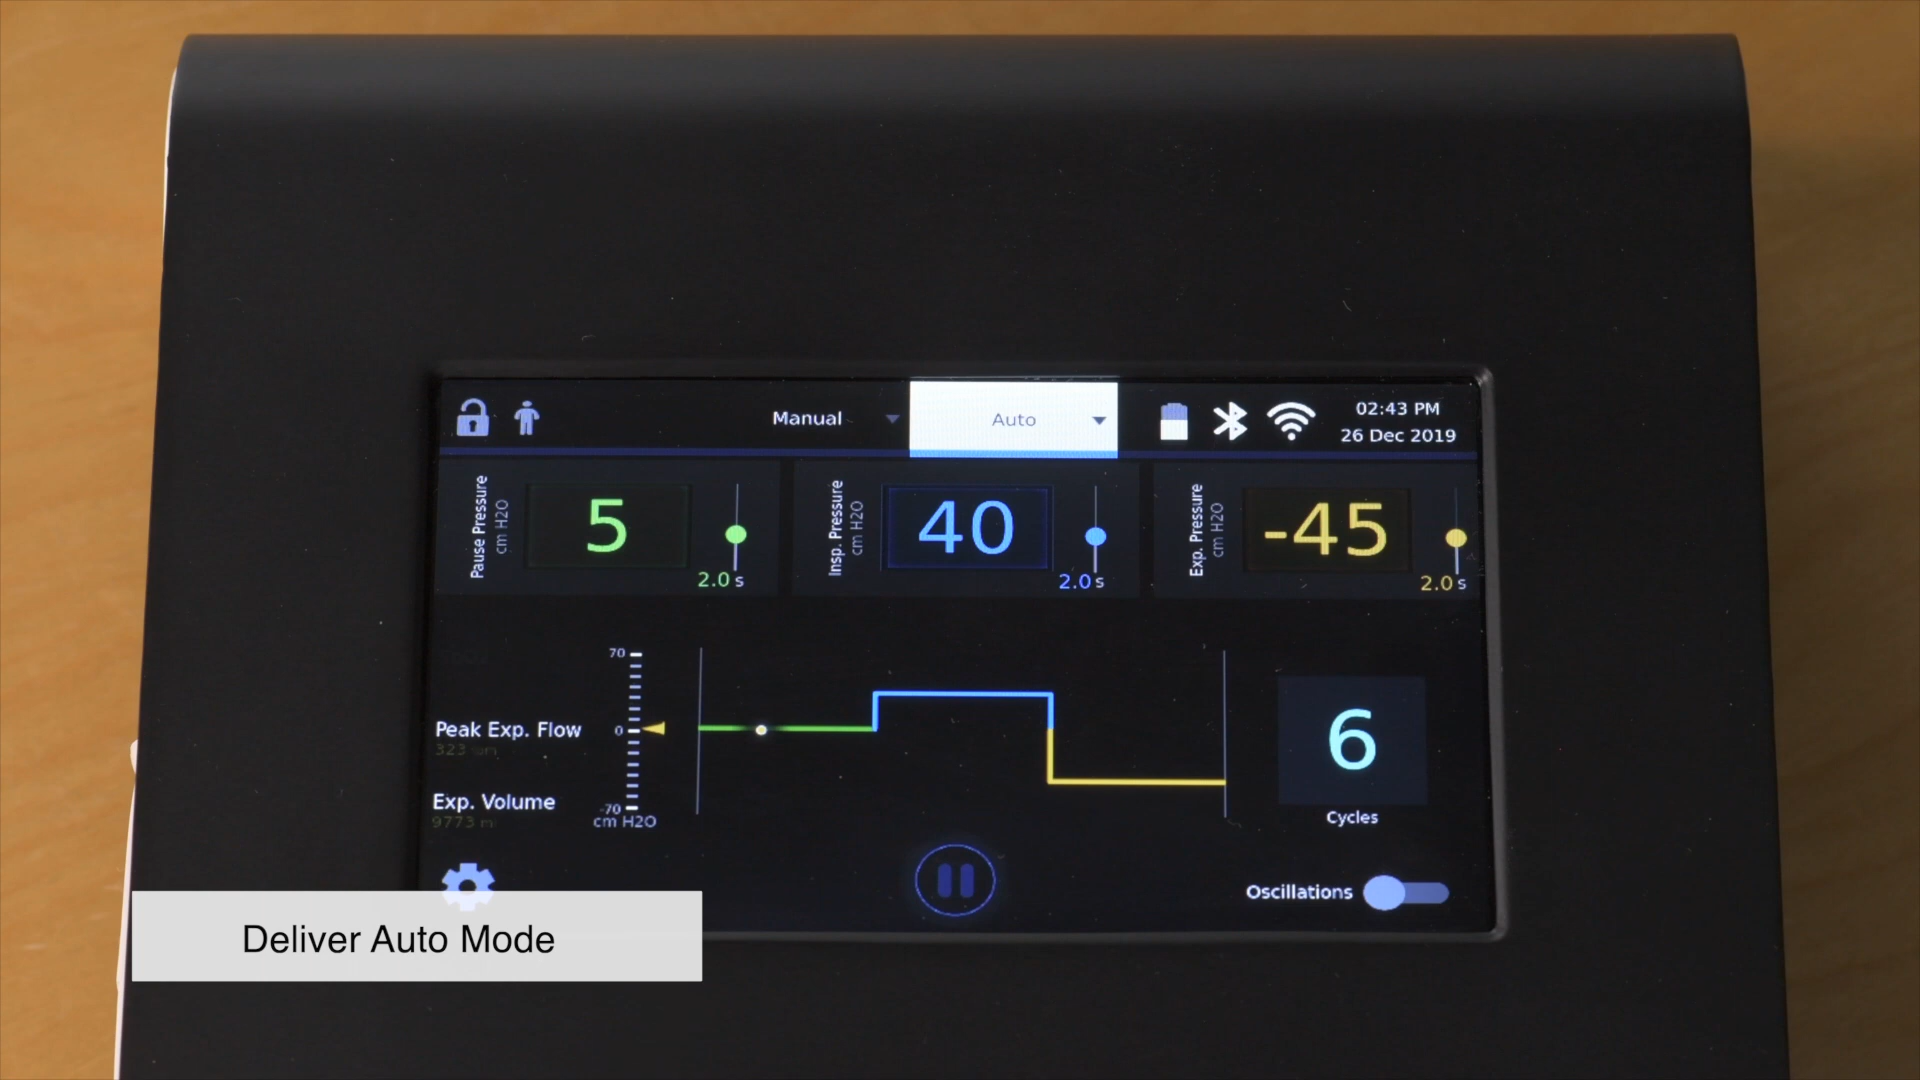 Manual
Auto
02:43 PM
26 Dec 2019
Pause Pressure
cm H2O
5
2.0 s
Insp. Pressure
cm H2O
40
2.0 s
Exp. Pressure
cm H2O
-45
2.0 s
70
0
-70
cm H2O
Peak Exp. Flow
323
Exp. Volume
9773
6
Cycles
Oscillations
Deliver Auto Mode